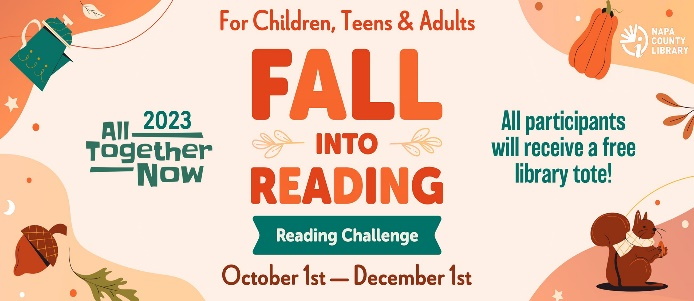 For Children, Teens & Adults
NAPA
COUNTY
LIBRARY
FALL
INTO
READING
2023
All
Together
Now
All participants
will receive a free
library tote!
Reading Challenge
October 1st — December 1st